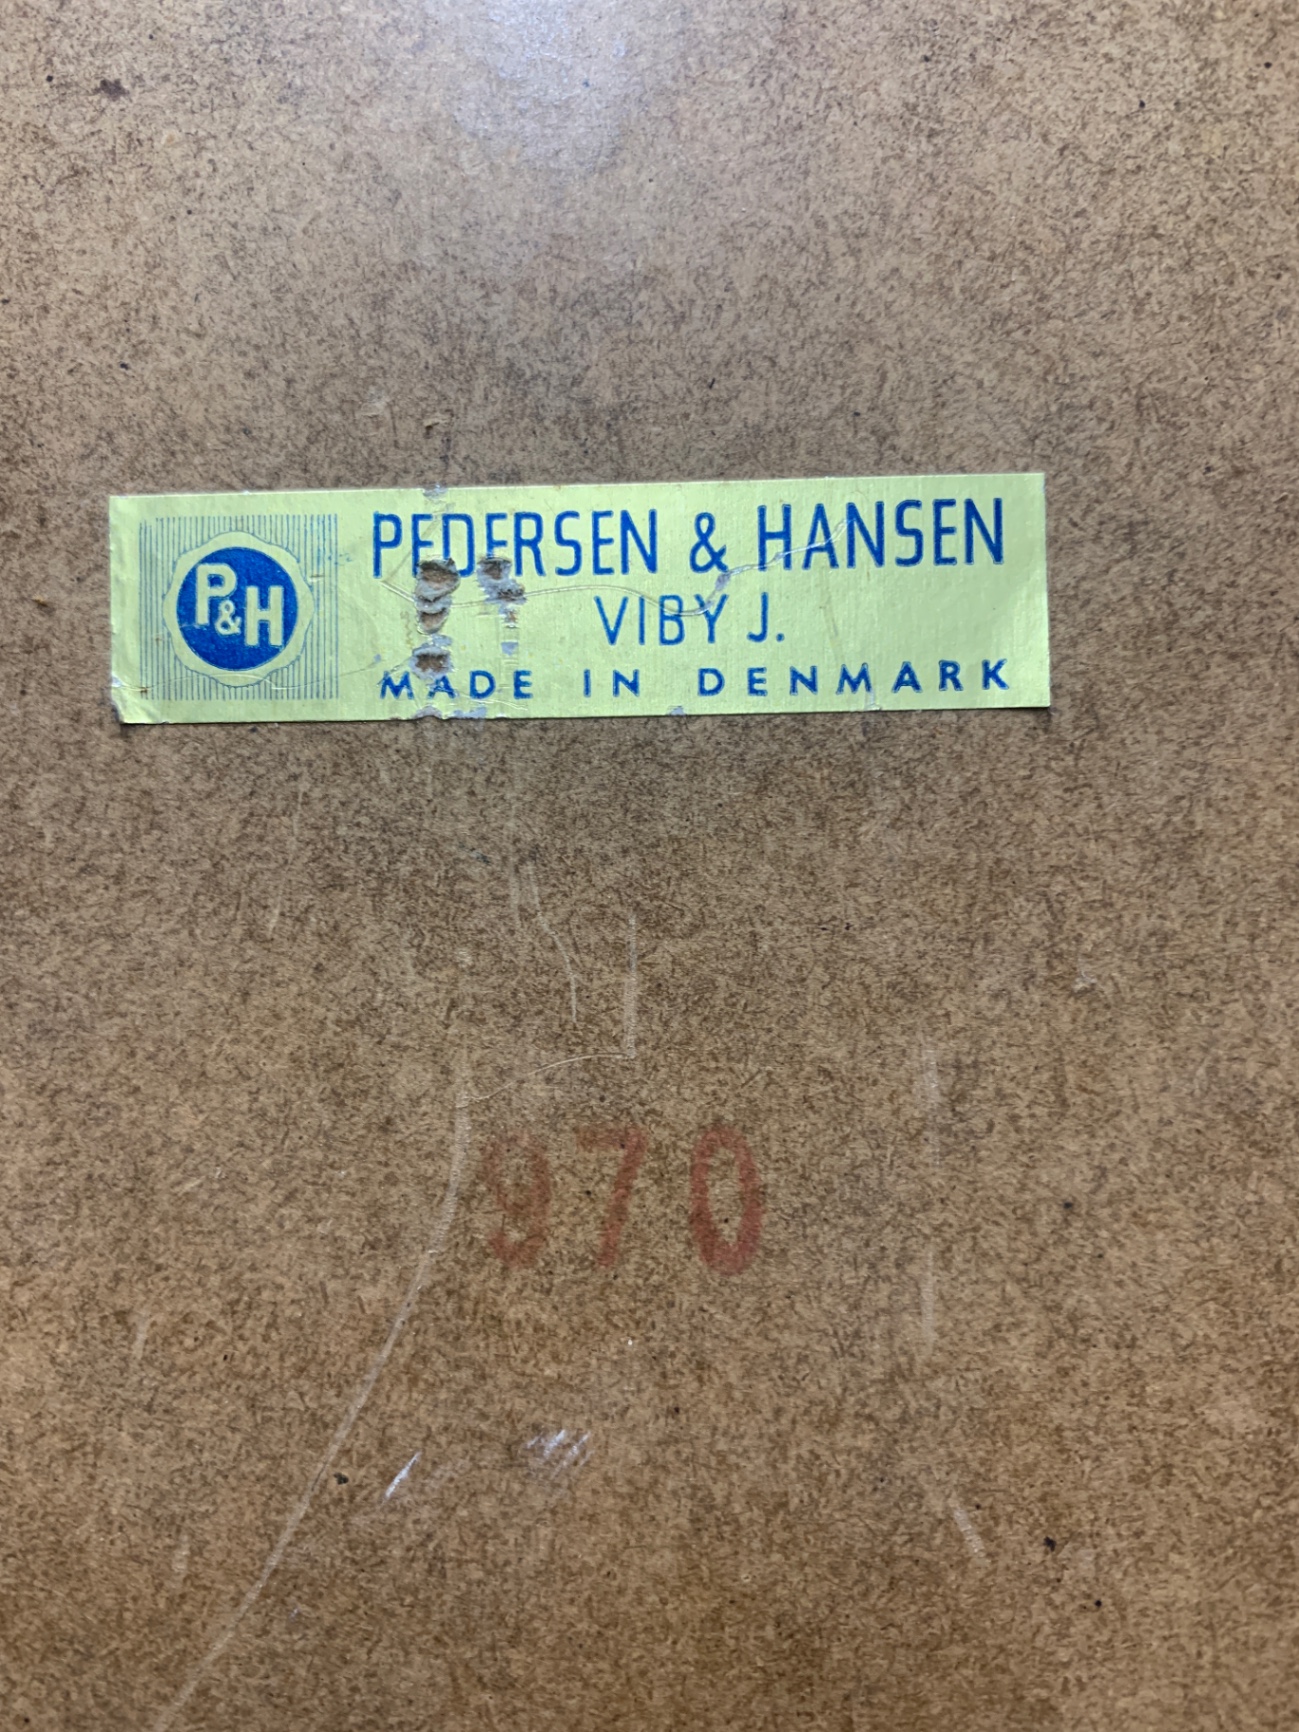 P&H
PEDERSEN & HANSEN
VIBY J.
MADE IN DENMARK
970